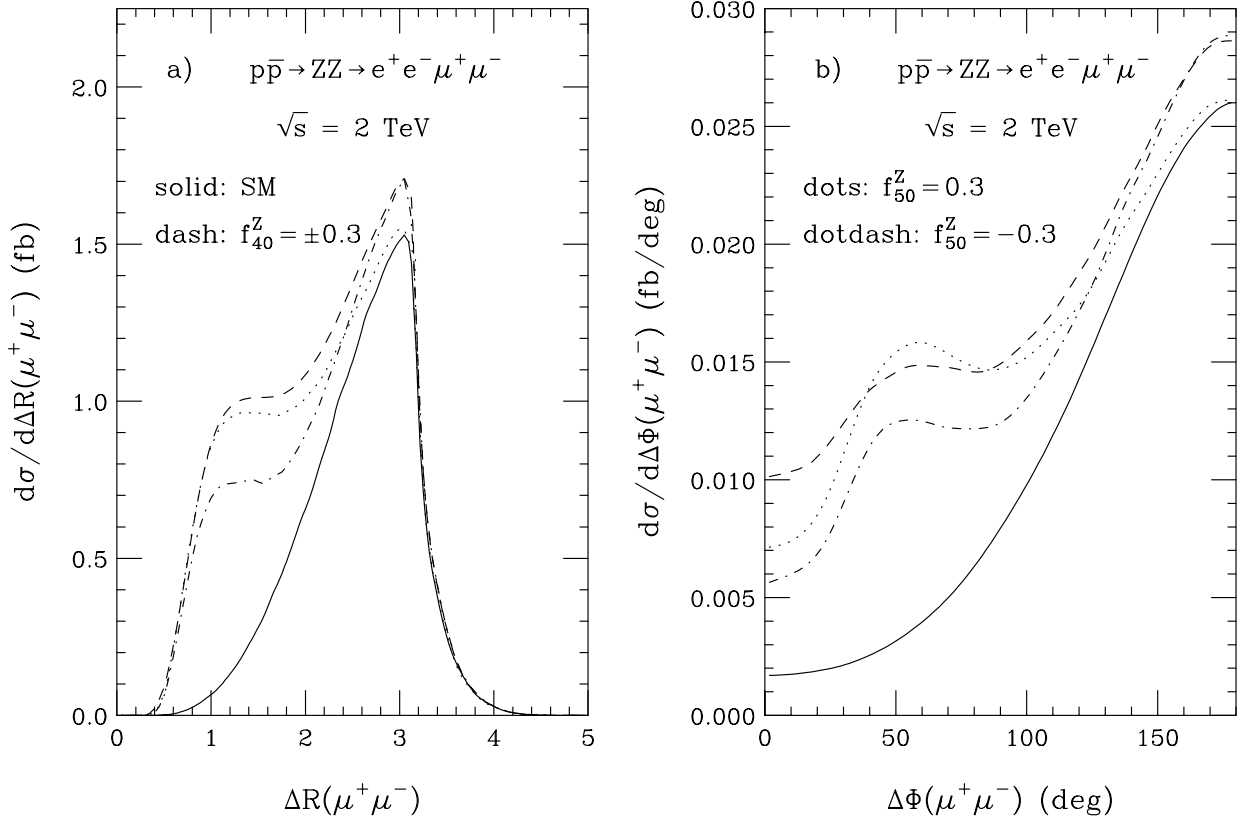 a) pp̄→ZZ→e⁺e⁻μ⁺μ⁻
√s = 2 TeV
solid: SM
dash: f₄₀ᶻ=±0.3
dσ/dΔR(μ⁺μ⁻) (fb)
2.0
1.5
1.0
0.5
0.0
0 1 2 3 4 5
ΔR(μ⁺μ⁻)
b) pp̄→ZZ→e⁺e⁻μ⁺μ⁻
√s = 2 TeV
dots: f₅₀ᶻ=0.3
dotdash: f₅₀ᶻ=−0.3
dσ/dΔΦ(μ⁺μ⁻) (fb/deg)
0.030
0.025
0.020
0.015
0.010
0.005
0.000
0 50 100 150
ΔΦ(μ⁺μ⁻) (deg)